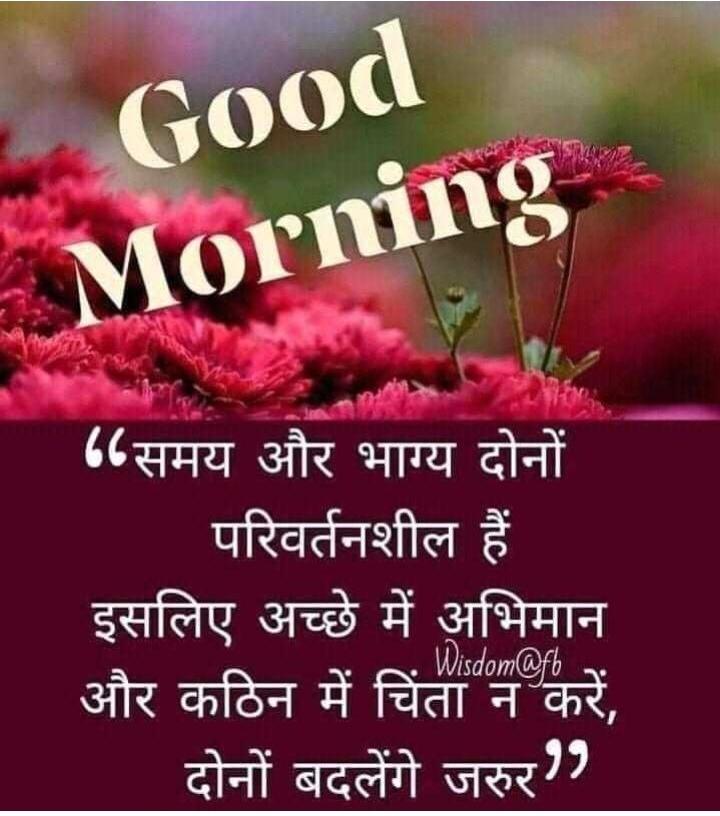 Good
Morning
“समय और भाग्य दोनों
परिवर्तनशील हैं
इसलिए अच्छे में अभिमान
Wisdom@fb
और कठिन में चिंता न करें,
दोनों बदलेंगे जरुर”